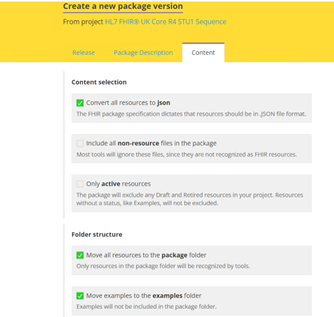 Create a new package version
From project HL7 FHIR® UK Core R4 STU1 Sequence
Release
Package Description
Content
Content selection
Convert all resources to json
The FHIR package specification dictates that resources should be in .JSON file format.
Include all non-resource files in the package
Most tools will ignore these files, since they are not recognized as FHIR resources.
Only active resources
The package will exclude any Draft and Retired resources in your project. Resources
without a status, like Examples, will not be excluded.
Folder structure
Move all resources to the package folder
Only resources in the package folder will be recognized by tools.
Move examples to the examples folder
Examples will not be included in the package folder.